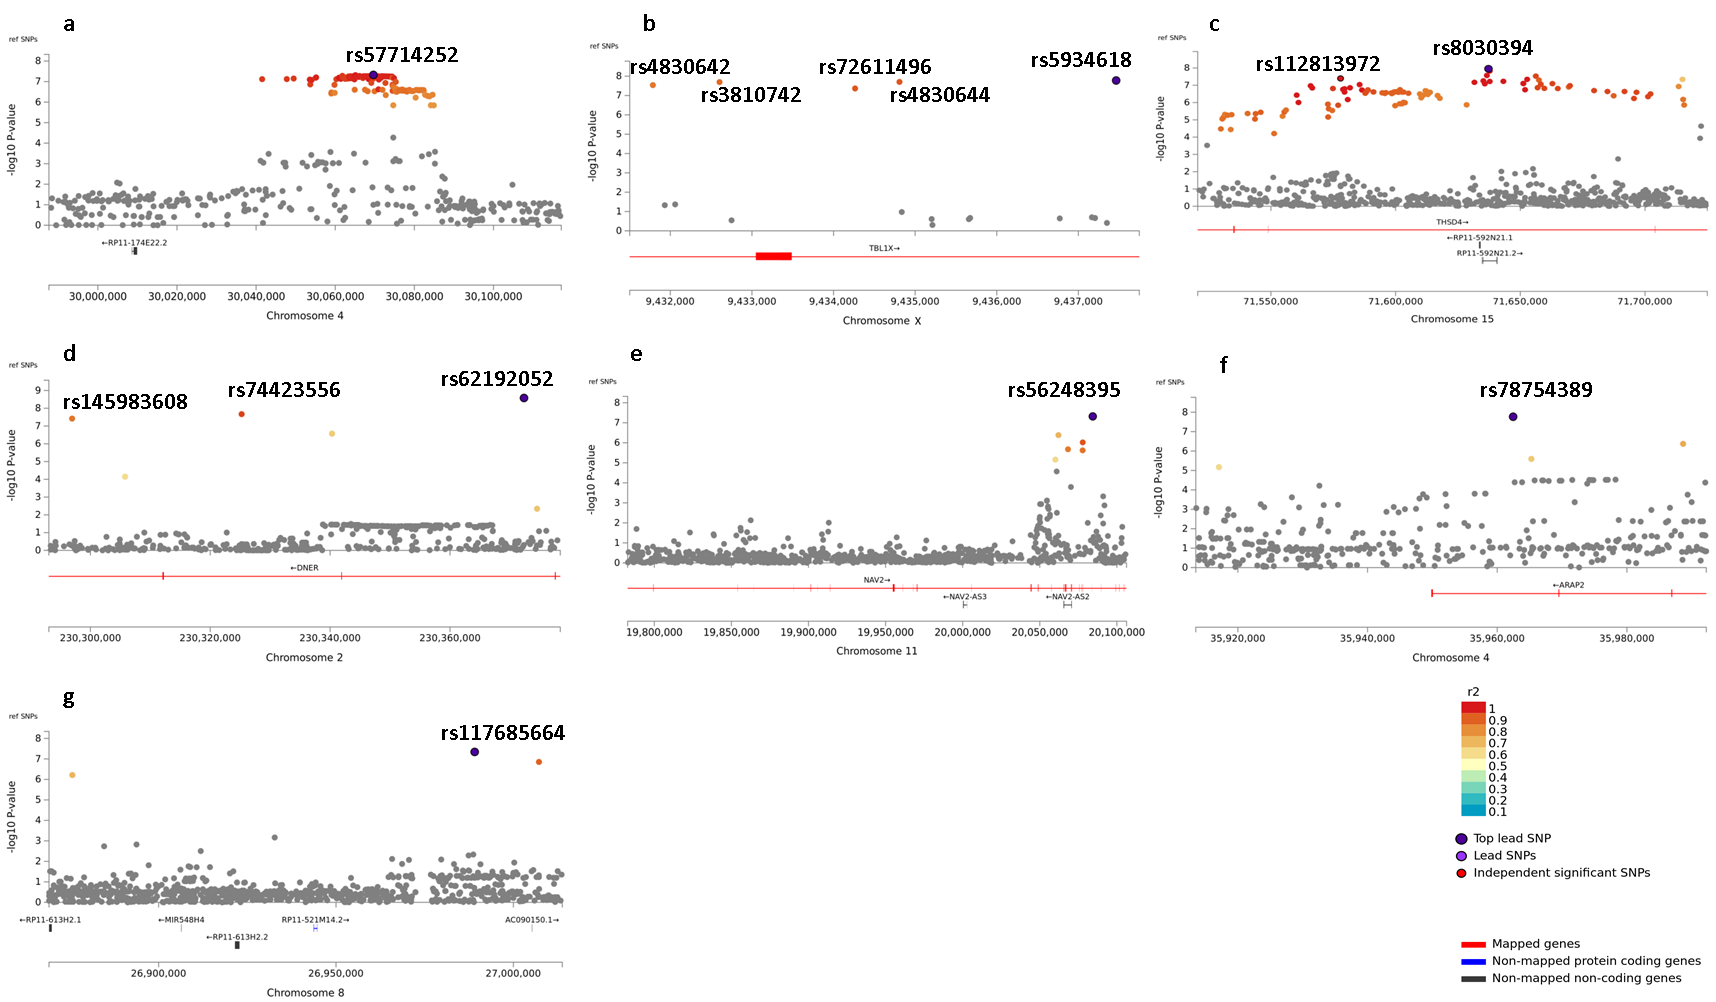 a
ref SNPs
rs57714252
-log10 P-value
8
7
6
5
4
3
2
1
0
←RP11-174E22.2
30,000,000 30,020,000 30,040,000 30,060,000 30,080,000 30,100,000
Chromosome 4
b
ref SNPs
rs4830642 rs72611496 rs5934618
rs3810742 rs4830644
-log10 P-value
8
7
6
5
4
3
2
1
0
TBL1X→
9,432,000 9,433,000 9,434,000 9,435,000 9,436,000 9,437,000
Chromosome X
c
ref SNPs
rs8030394
rs112813972
-log10 P-value
8
7
6
5
4
3
2
1
0
THSD4→
←RP11-592N21.1
RP11-592N21.2→
71,550,000 71,600,000 71,650,000 71,700,000
Chromosome 15
d
ref SNPs
rs62192052
rs74423556
rs145983608
-log10 P-value
9
8
7
6
5
4
3
2
1
0
←DNER
230,300,000 230,320,000 230,340,000 230,360,000
Chromosome 2
e
ref SNPs
rs56248395
-log10 P-value
8
7
6
5
4
3
2
1
0
NAV2→
←NAV2-AS3 ←NAV2-AS2
19,800,000 19,850,000 19,900,000 19,950,000 20,000,000 20,050,000 20,100,000
Chromosome 11
f
ref SNPs
rs78754389
-log10 P-value
8
7
6
5
4
3
2
1
0
←ARAP2
35,920,000 35,940,000 35,960,000 35,980,000
Chromosome 4
g
ref SNPs
rs117685664
-log10 P-value
8
7
6
5
4
3
2
1
0
←RP11-613H2.1 ←MIR548H4 RP11-521M14.2→ AC090150.1→
←RP11-613H2.2
26,900,000 26,950,000 27,000,000
Chromosome 8
r2
1
0.9
0.8
0.7
0.6
0.5
0.4
0.3
0.2
0.1
Top lead SNP
Lead SNPs
Independent significant SNPs
Mapped genes
Non-mapped protein coding genes
Non-mapped non-coding genes